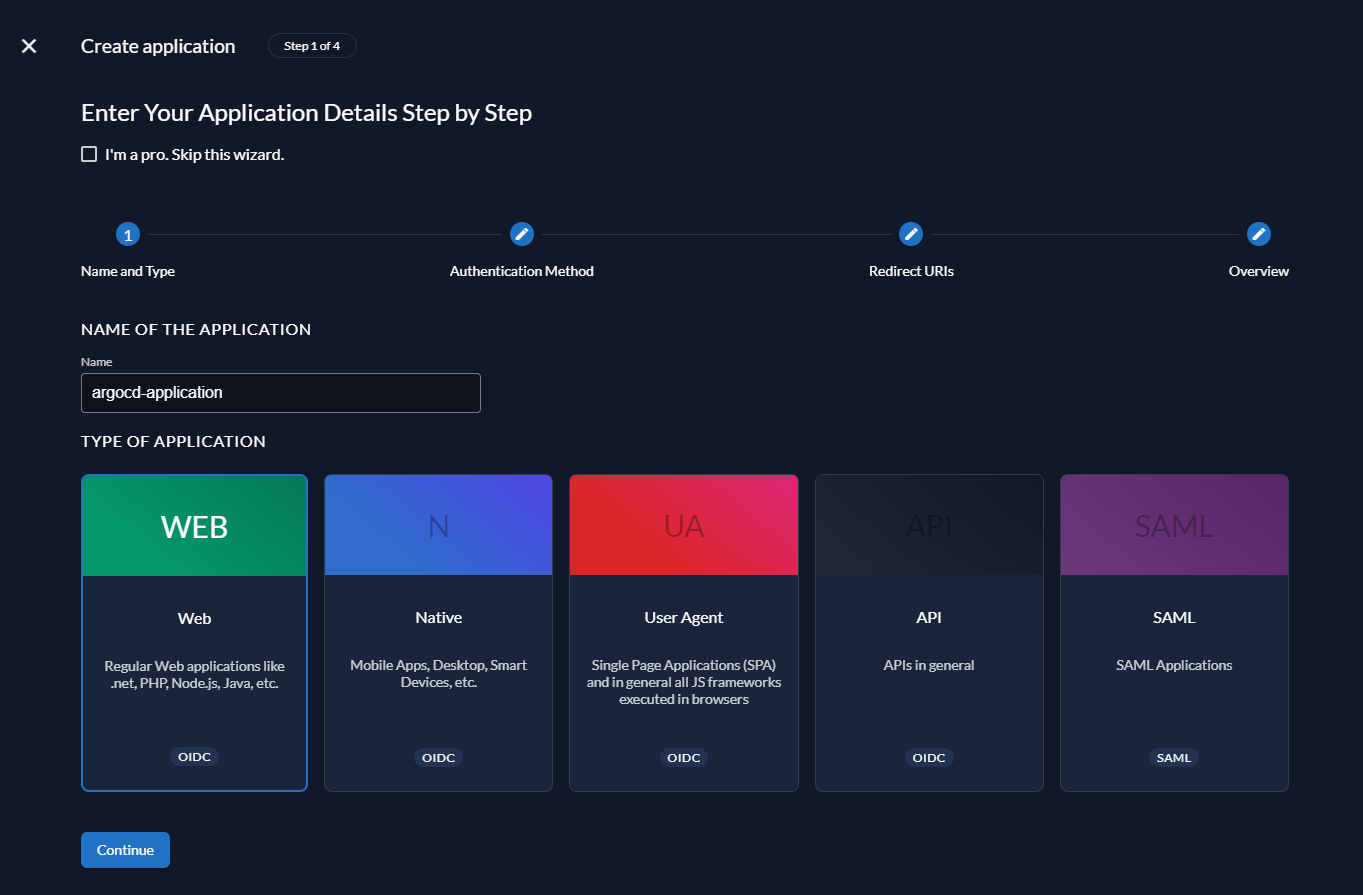 Create application
Step 1 of 4
Enter Your Application Details Step by Step
I'm a pro. Skip this wizard.
1
Name and Type
Authentication Method
Redirect URIs
Overview
NAME OF THE APPLICATION
Name
argocd-application
TYPE OF APPLICATION
WEB
Web
Regular Web applications like
.net, PHP, Node.js, Java, etc.
OIDC
N
Native
Mobile Apps, Desktop, Smart
Devices, etc.
OIDC
UA
User Agent
Single Page Applications (SPA)
and in general all JS frameworks
executed in browsers
OIDC
API
API
APIs in general
OIDC
SAML
SAML
SAML Applications
SAML
Continue